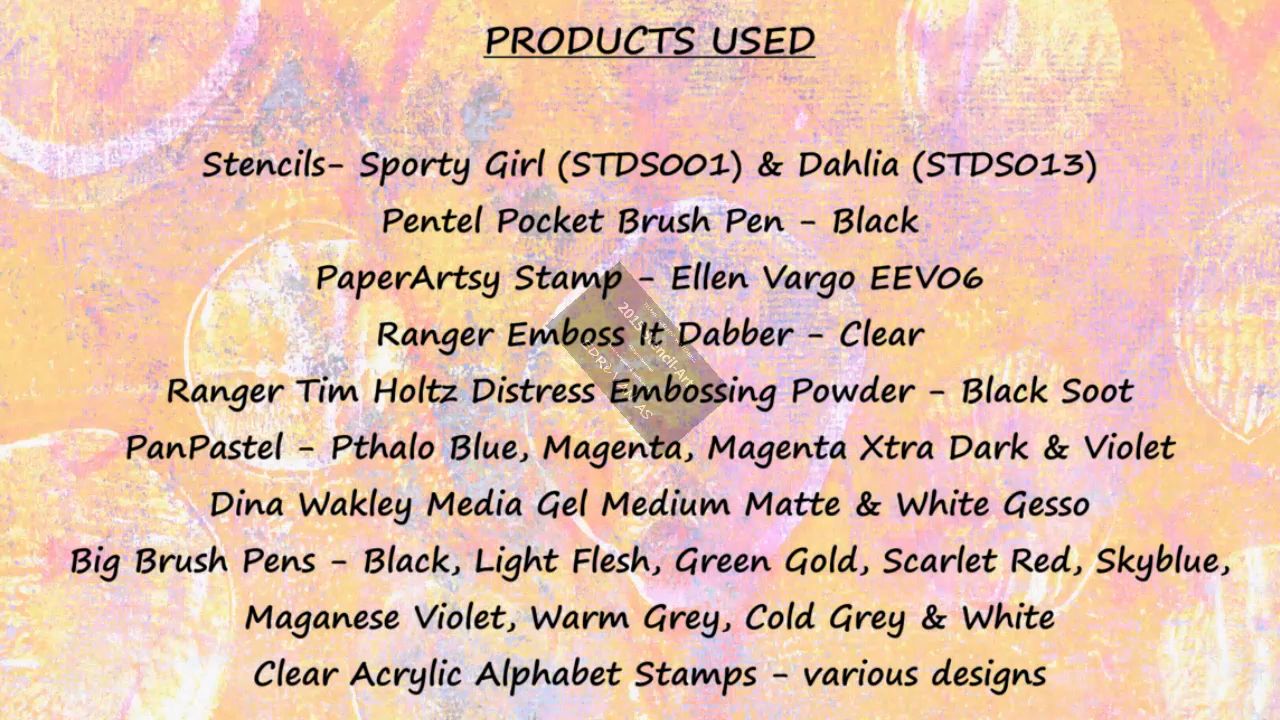 PRODUCTS USED
Stencils- Sporty Girl (STDS001) & Dahlia (STDS013)
Pentel Pocket Brush Pen - Black
PaperArtsy Stamp - Ellen Vargo EEV06
Ranger Emboss It Dabber - Clear
Ranger Tim Holtz Distress Embossing Powder - Black Soot
PanPastel - Pthalo Blue, Magenta, Magenta Xtra Dark & Violet
Dina Wakley Media Gel Medium Matte & White Gesso
Big Brush Pens - Black, Light Flesh, Green Gold, Scarlet Red, Skyblue,
Maganese Violet, Warm Grey, Cold Grey & White
Clear Acrylic Alphabet Stamps - various designs
2015